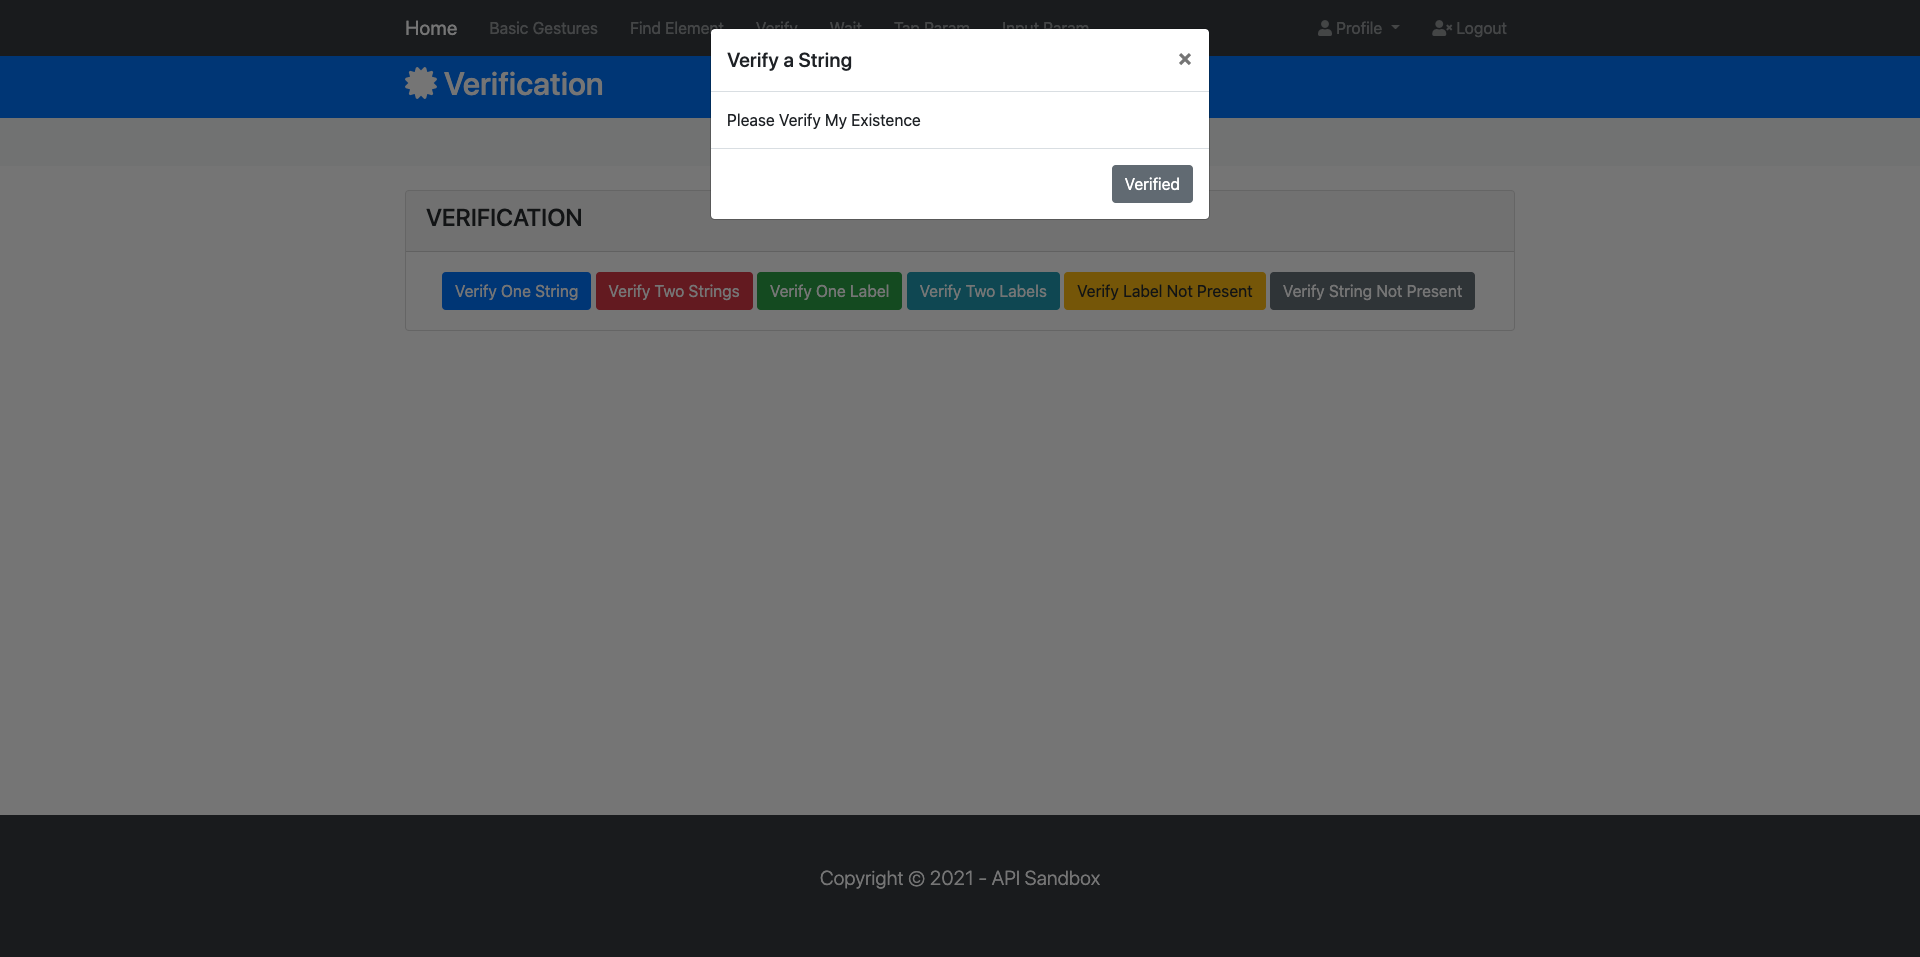 Home Basic Gestures Find Element Verify Wait Tap Param Input Param Profile Logout
Verification
Verify a String ×
Please Verify My Existence
Verified
VERIFICATION
Verify One String Verify Two Strings Verify One Label Verify Two Labels Verify Label Not Present Verify String Not Present
Copyright © 2021 - API Sandbox